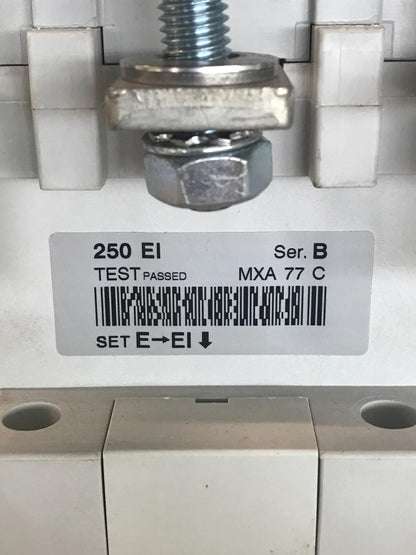 250 EI Ser. B
TEST PASSED MXA 77 C
SET E→EI ⬇